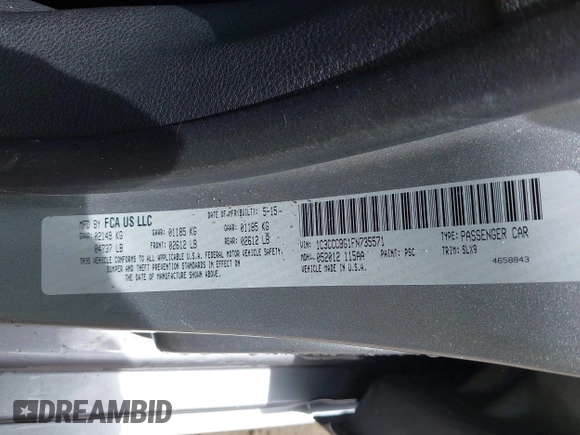 MFD BY FCA US LLC
DATE OF MFR(BUILT): 5-15
GVWR: 02149 KG
GAWR: 01185 KG
GAWR: 01185 KG
04737 LB
FRONT: 02612 LB
REAR: 02612 LB
THIS VEHICLE CONFORMS TO ALL APPLICABLE U.S.A. FEDERAL MOTOR VEHICLE SAFETY,
BUMPER AND THEFT PREVENTION STANDARDS IN EFFECT ON
THE DATE OF MANUFACTURE SHOWN ABOVE.
VIN: 1C3CCCBG1FN735571
TYPE: PASSENGER CAR
MDH: 052012 115AA
PAINT: PSC
TRIM: SLX9
VEHICLE MADE IN U.S.A.
4658843
DREAMBID